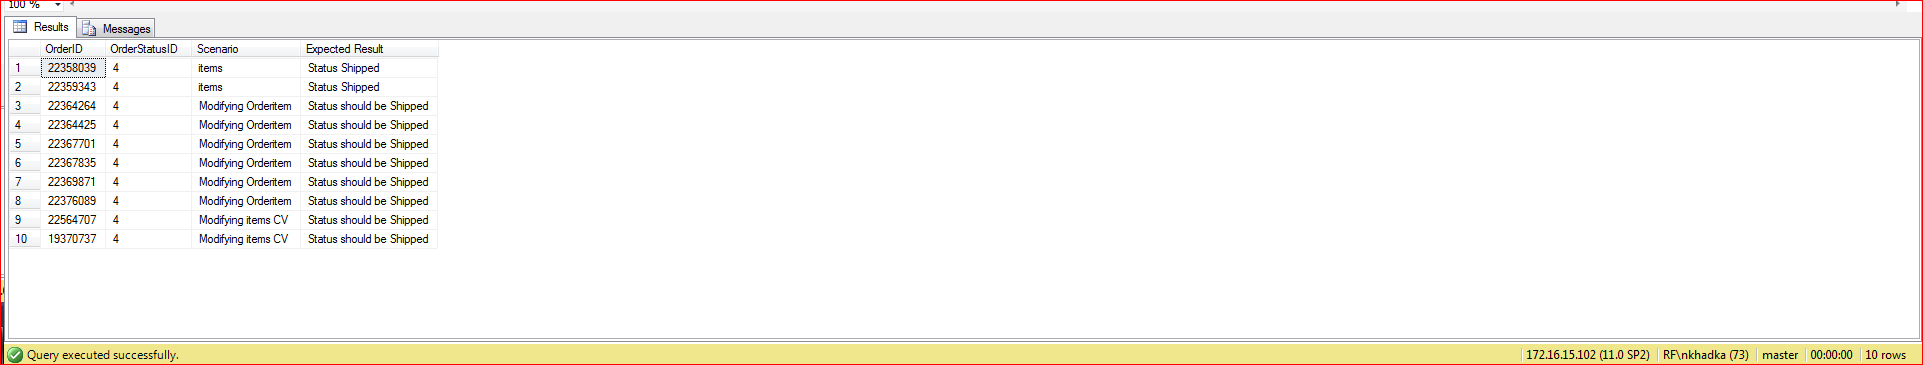 100 %
Results Messages
OrderID OrderStatusID Scenario Expected Result
1 22358039 4 items Status Shipped
2 22359343 4 items Status Shipped
3 22364264 4 Modifying Orderitem Status should be Shipped
4 22364425 4 Modifying Orderitem Status should be Shipped
5 22367701 4 Modifying Orderitem Status should be Shipped
6 22367835 4 Modifying Orderitem Status should be Shipped
7 22369871 4 Modifying Orderitem Status should be Shipped
8 22376089 4 Modifying Orderitem Status should be Shipped
9 22564707 4 Modifying items CV Status should be Shipped
10 19370737 4 Modifying items CV Status should be Shipped
Query executed successfully. 172.16.15.102 (11.0 SP2) RF\nkhadka (73) master 00:00:00 10 rows